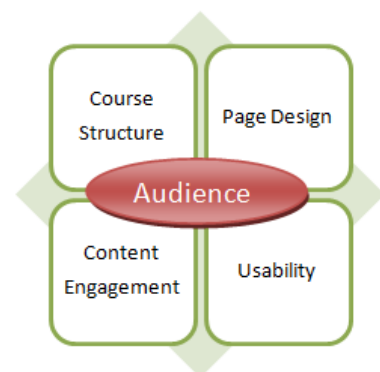 Course
Structure
Page Design
Audience
Content
Engagement
Usability